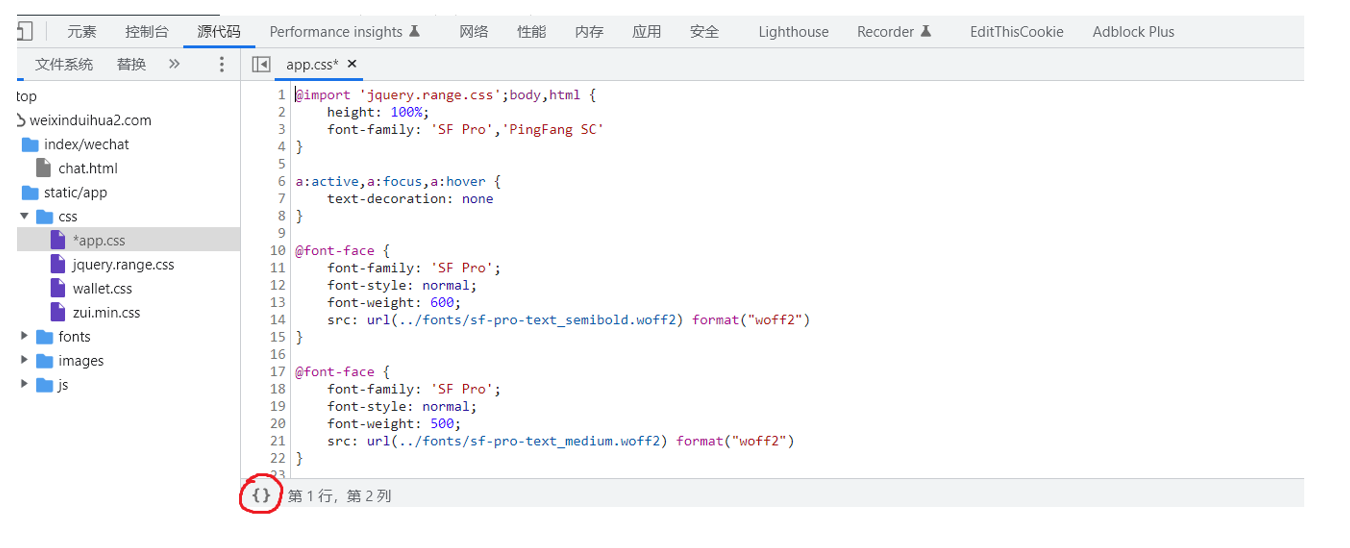 元素 控制台 源代码 Performance insights 网络 性能 内存 应用 安全 Lighthouse Recorder EditThisCookie Adblock Plus
文件系统 替换 » app.css* ×
top
weixinduihua2.com
index/wechat
chat.html
static/app
css
*app.css
jquery.range.css
wallet.css
zui.min.css
fonts
images
js
1 @import 'jquery.range.css';body,html {
2 height: 100%;
3 font-family: 'SF Pro','PingFang SC'
4 }
5
6 a:active,a:focus,a:hover {
7 text-decoration: none
8 }
9
10 @font-face {
11 font-family: 'SF Pro';
12 font-style: normal;
13 font-weight: 600;
14 src: url(../fonts/sf-pro-text_semibold.woff2) format("woff2")
15 }
16
17 @font-face {
18 font-family: 'SF Pro';
19 font-style: normal;
20 font-weight: 500;
21 src: url(../fonts/sf-pro-text_medium.woff2) format("woff2")
22 }
23
{} 第 1 行，第 2 列